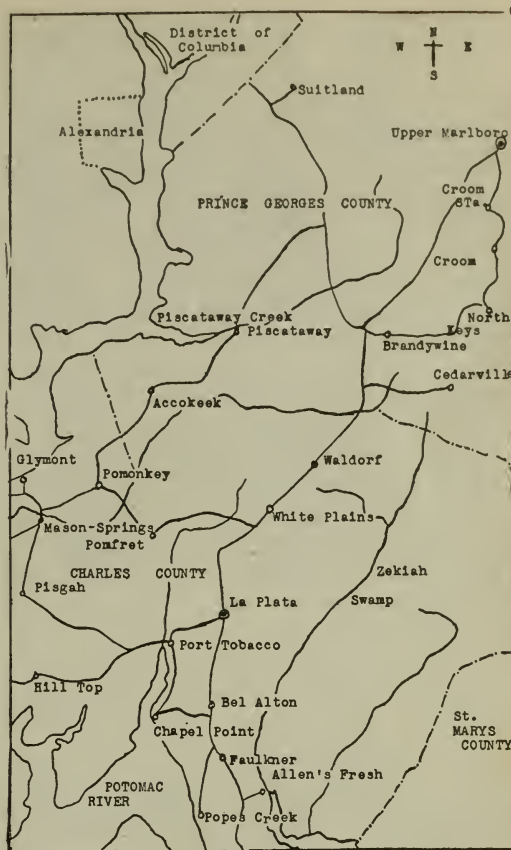 District of
Columbia
N
W E
S
Suitland
Alexandria
Upper Marlboro
PRINCE GEORGES COUNTY
Croom
STa.
Croom
Piscataway Creek
Piscataway
North
Keys
Brandywine
Cedarville
Accokeek
Glymont
Pomonkey
Waldorf
White Plains
Mason-Springs
Pomfret
CHARLES COUNTY
Zekiah
Swamp
Pisgah
La Plata
Port Tobacco
Hill Top
Bel Alton
Chapel Point
St.
MARYS
COUNTY
Faulkner
Allen's Fresh
POTOMAC
RIVER
Popes Creek